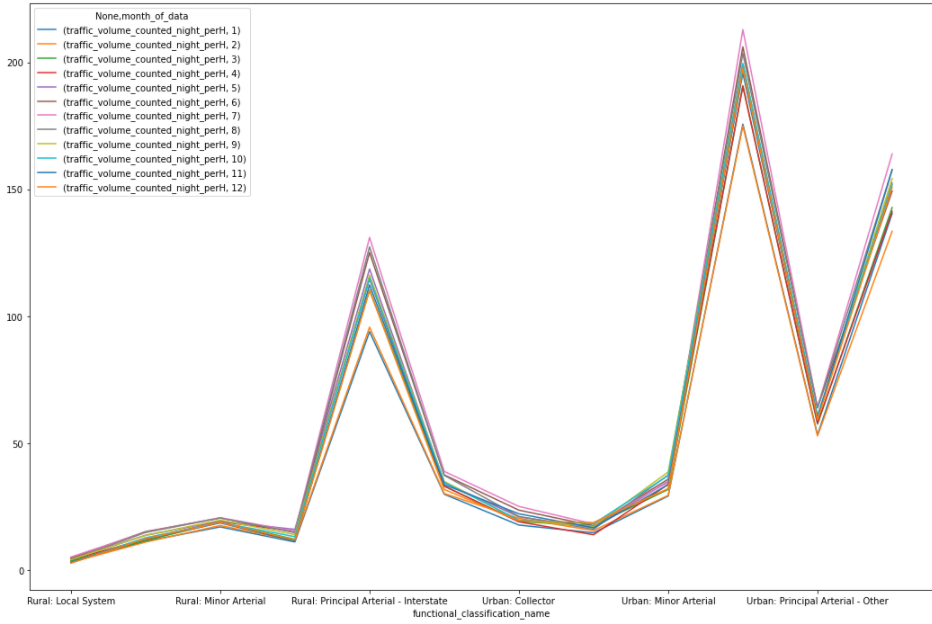 None,month_of_data
(traffic_volume_counted_night_perH, 1)
(traffic_volume_counted_night_perH, 2)
(traffic_volume_counted_night_perH, 3)
(traffic_volume_counted_night_perH, 4)
(traffic_volume_counted_night_perH, 5)
(traffic_volume_counted_night_perH, 6)
(traffic_volume_counted_night_perH, 7)
(traffic_volume_counted_night_perH, 8)
(traffic_volume_counted_night_perH, 9)
(traffic_volume_counted_night_perH, 10)
(traffic_volume_counted_night_perH, 11)
(traffic_volume_counted_night_perH, 12)
200
150
100
50
0
Rural: Local System Rural: Minor Arterial Rural: Principal Arterial - Interstate Urban: Collector Urban: Minor Arterial Urban: Principal Arterial - Other
functional_classification_name